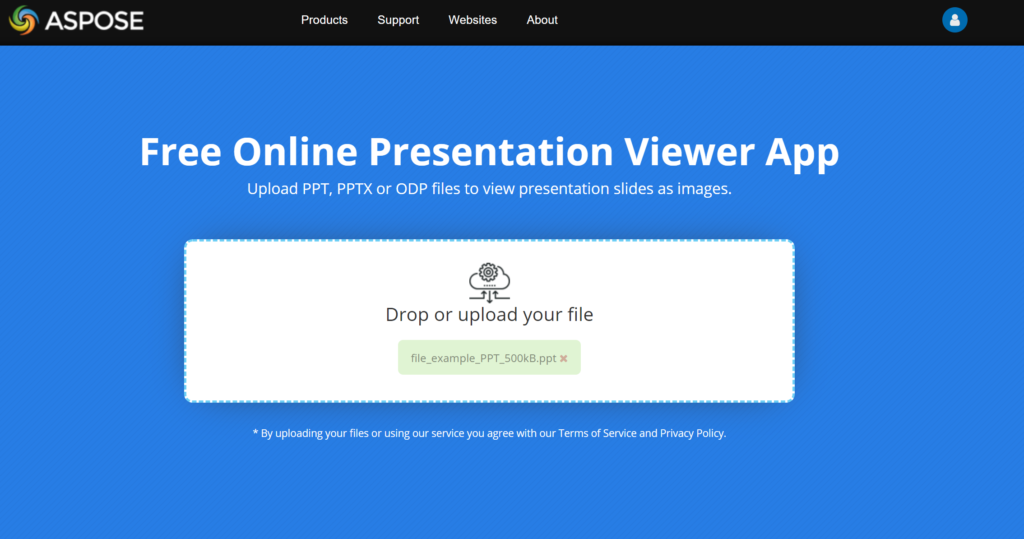 ASPOSE
Products Support Websites About
Free Online Presentation Viewer App
Upload PPT, PPTX or ODP files to view presentation slides as images.
Drop or upload your file
file_example_PPT_500kB.ppt ×
* By uploading your files or using our service you agree with our Terms of Service and Privacy Policy.